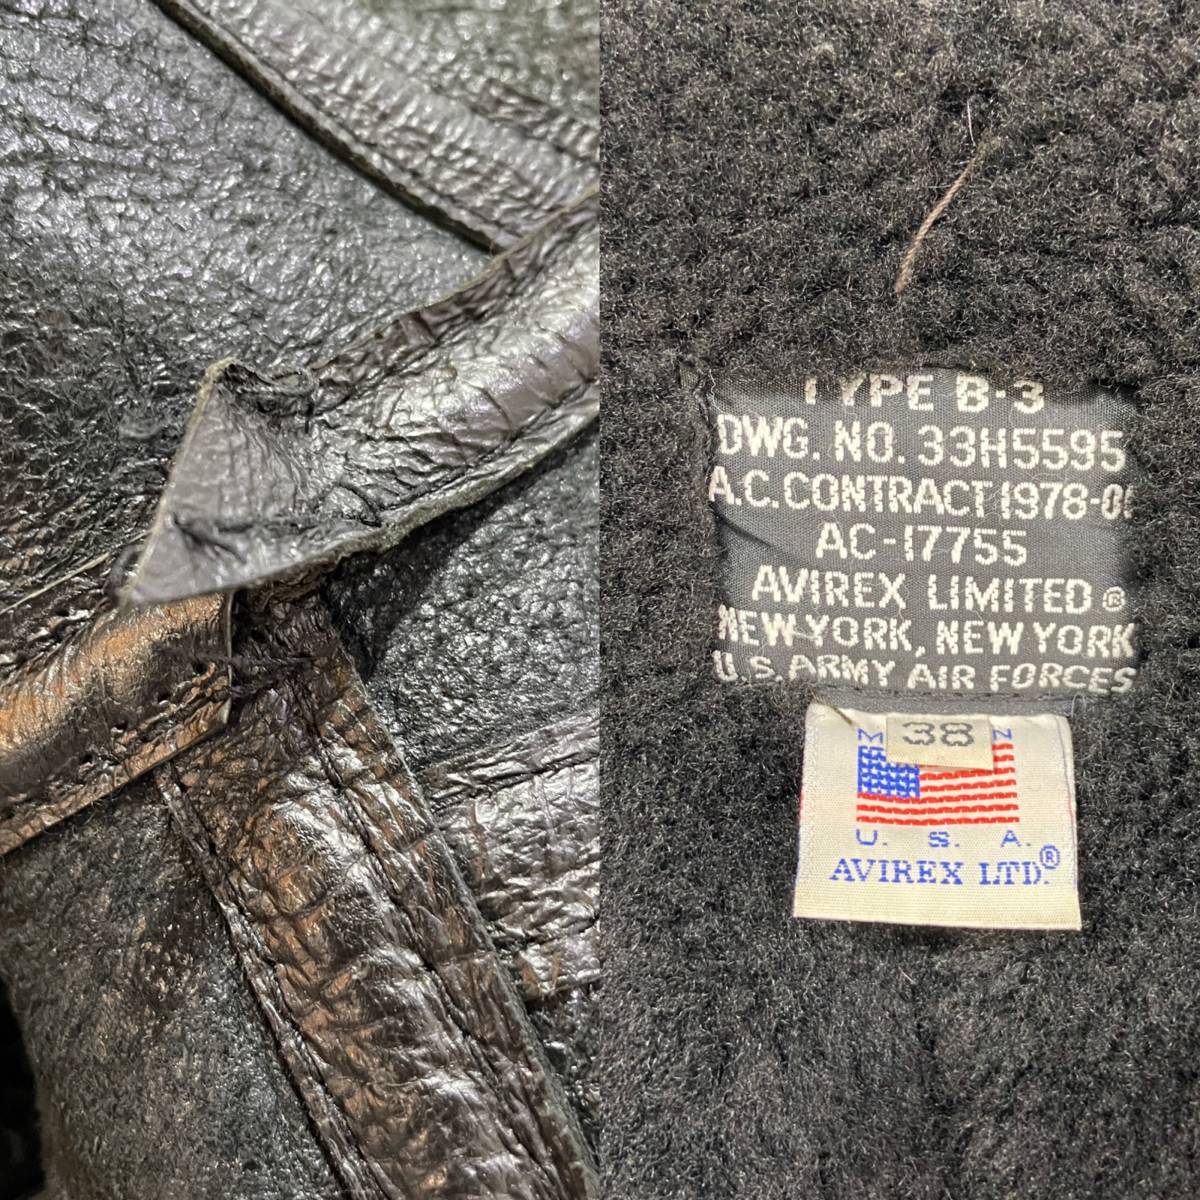 TYPE B-3
DWG. NO. 33H5595
A.C. CONTRACT 1978-01
AC-17755
AVIREX LIMITED ®
NEW YORK, NEW YORK
U.S. ARMY AIR FORCES
38
U. S. A.
AVIREX LTD.®